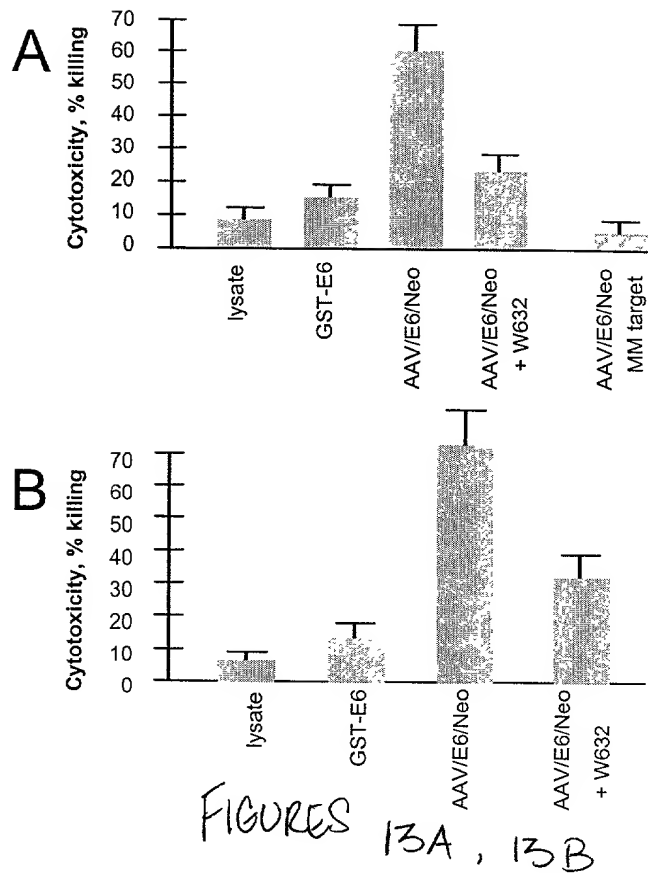 A
Cytotoxicity, % killing
70
60
50
40
30
20
10
0
lysate
GST-E6
AAV/E6/Neo
AAV/E6/Neo
+ W632
AAV/E6/Neo
MM target
B
Cytotoxicity, % killing
70
60
50
40
30
20
10
0
lysate
GST-E6
AAV/E6/Neo
AAV/E6/Neo
+ W632
FIGURES 13A, 13B